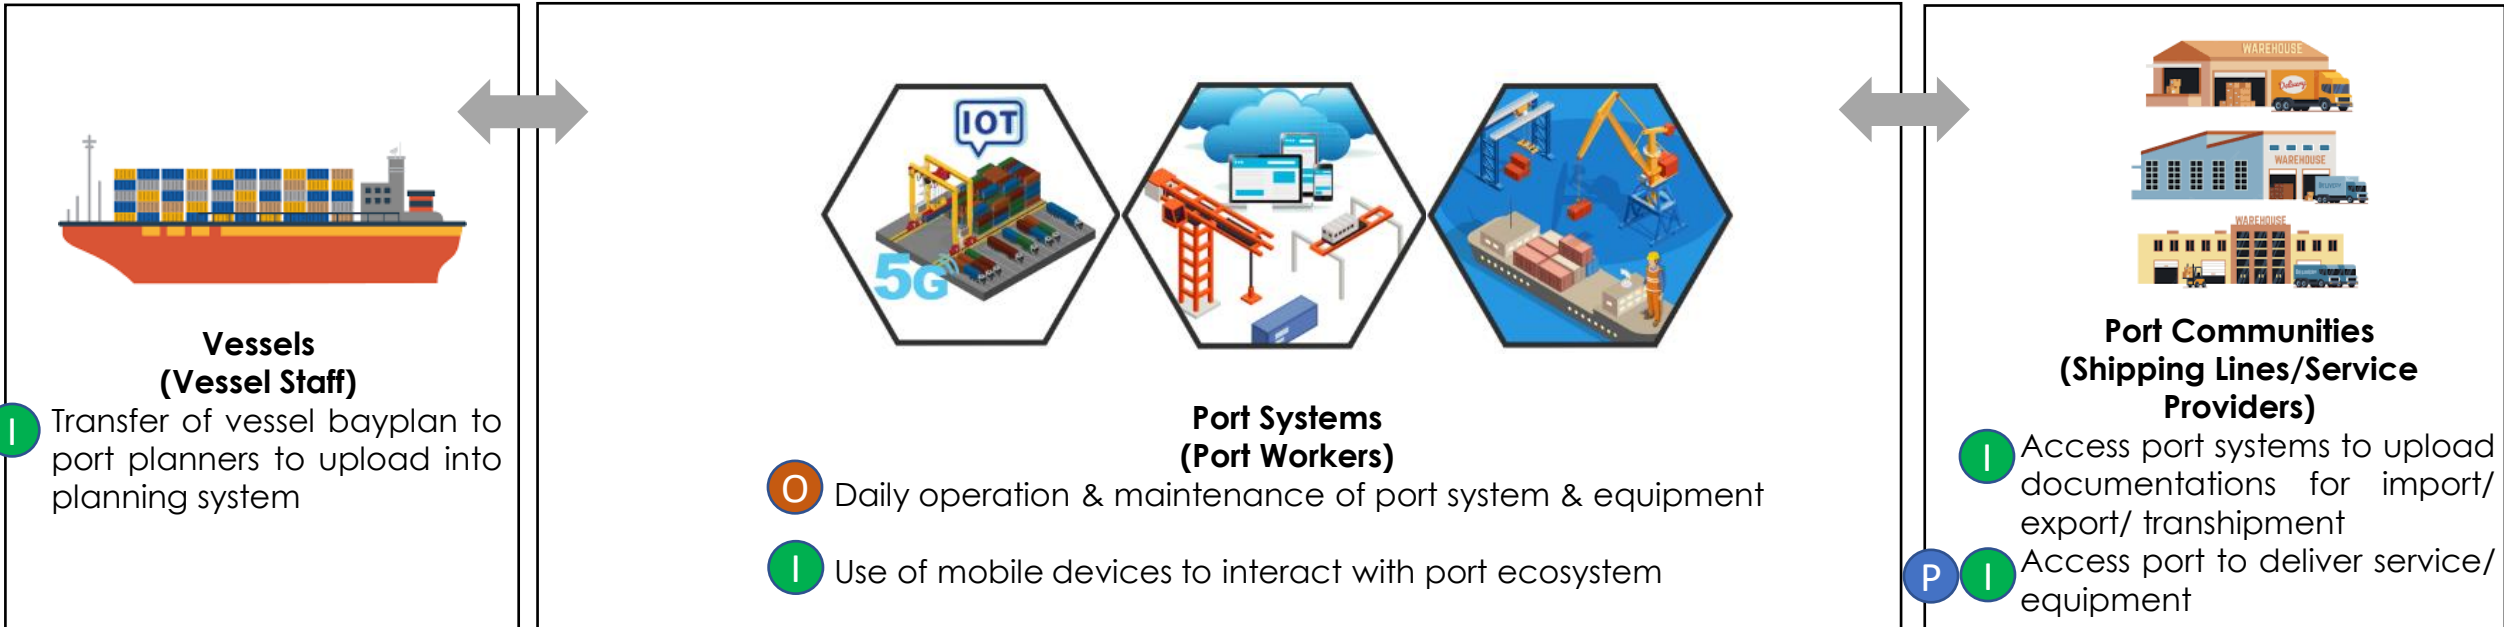 Vessels
(Vessel Staff)
I Transfer of vessel bayplan to
port planners to upload into
planning system
IOT
5G
Port Systems
(Port Workers)
O Daily operation & maintenance of port system & equipment
I Use of mobile devices to interact with port ecosystem
WAREHOUSE
Delivery
WAREHOUSE
DELIVERY
WAREHOUSE
DELIVERY
Port Communities
(Shipping Lines/Service
Providers)
I Access port systems to upload
documentations for import/
export/ transhipment
P I Access port to deliver service/
equipment